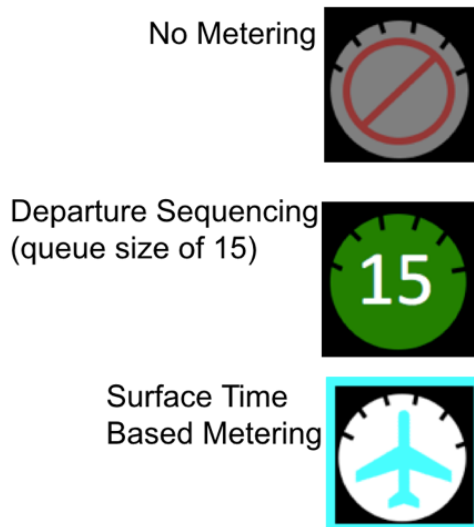 No Metering
Departure Sequencing
(queue size of 15)
15
Surface Time
Based Metering